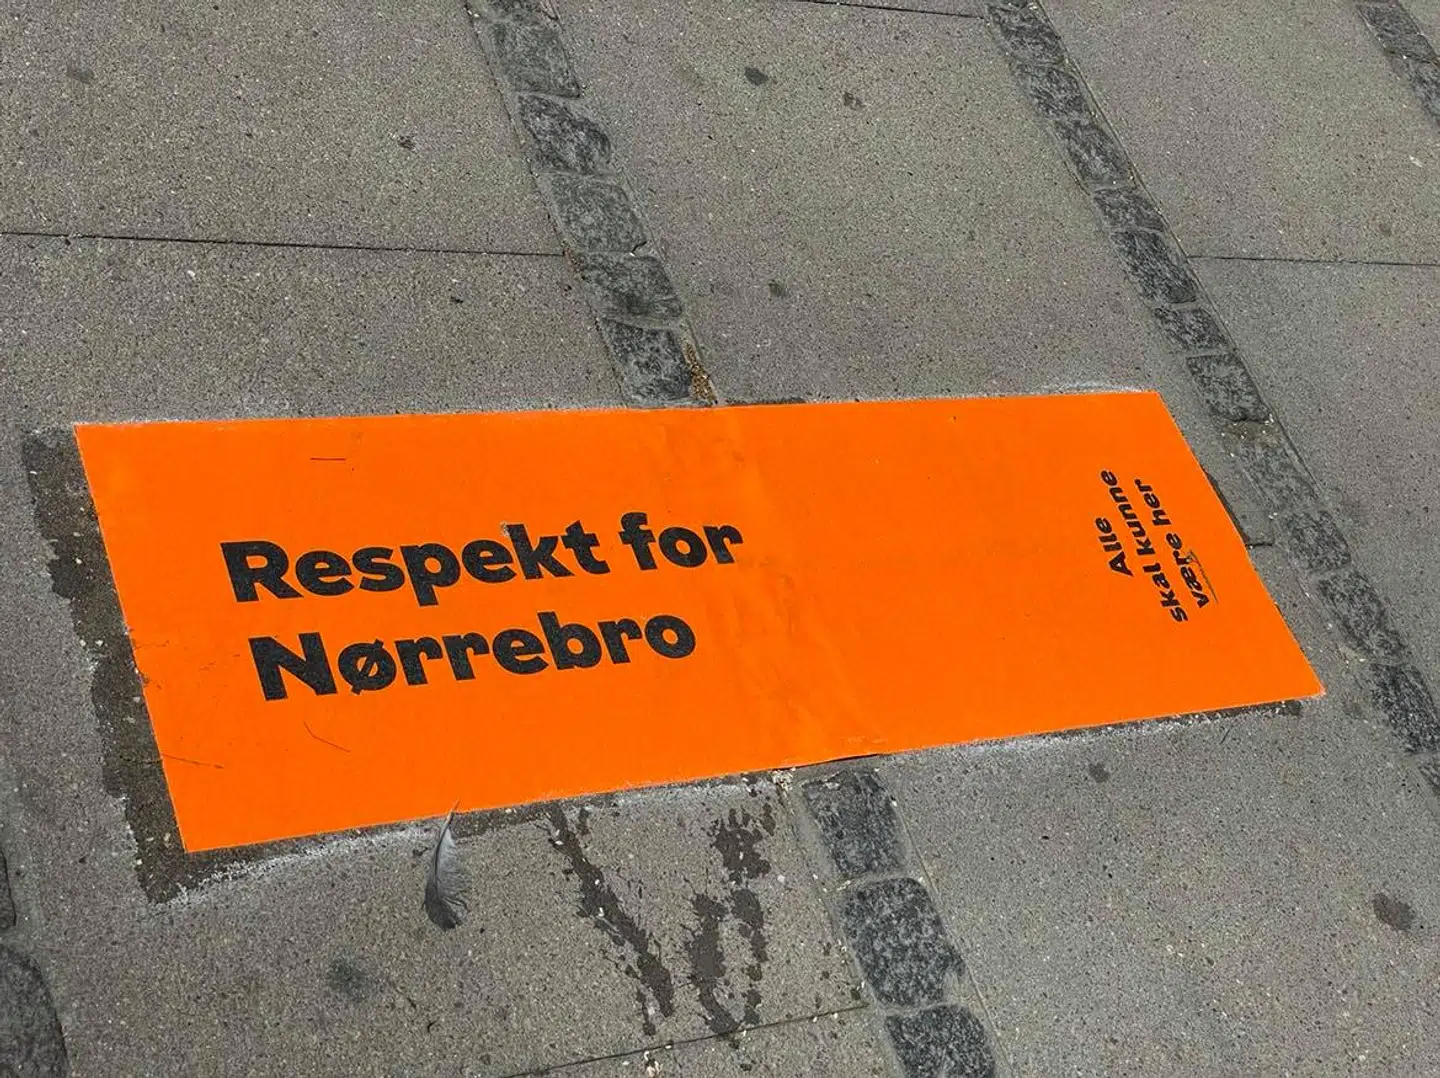 Respekt for
Nørrebro
Alle
skal kunne
være her